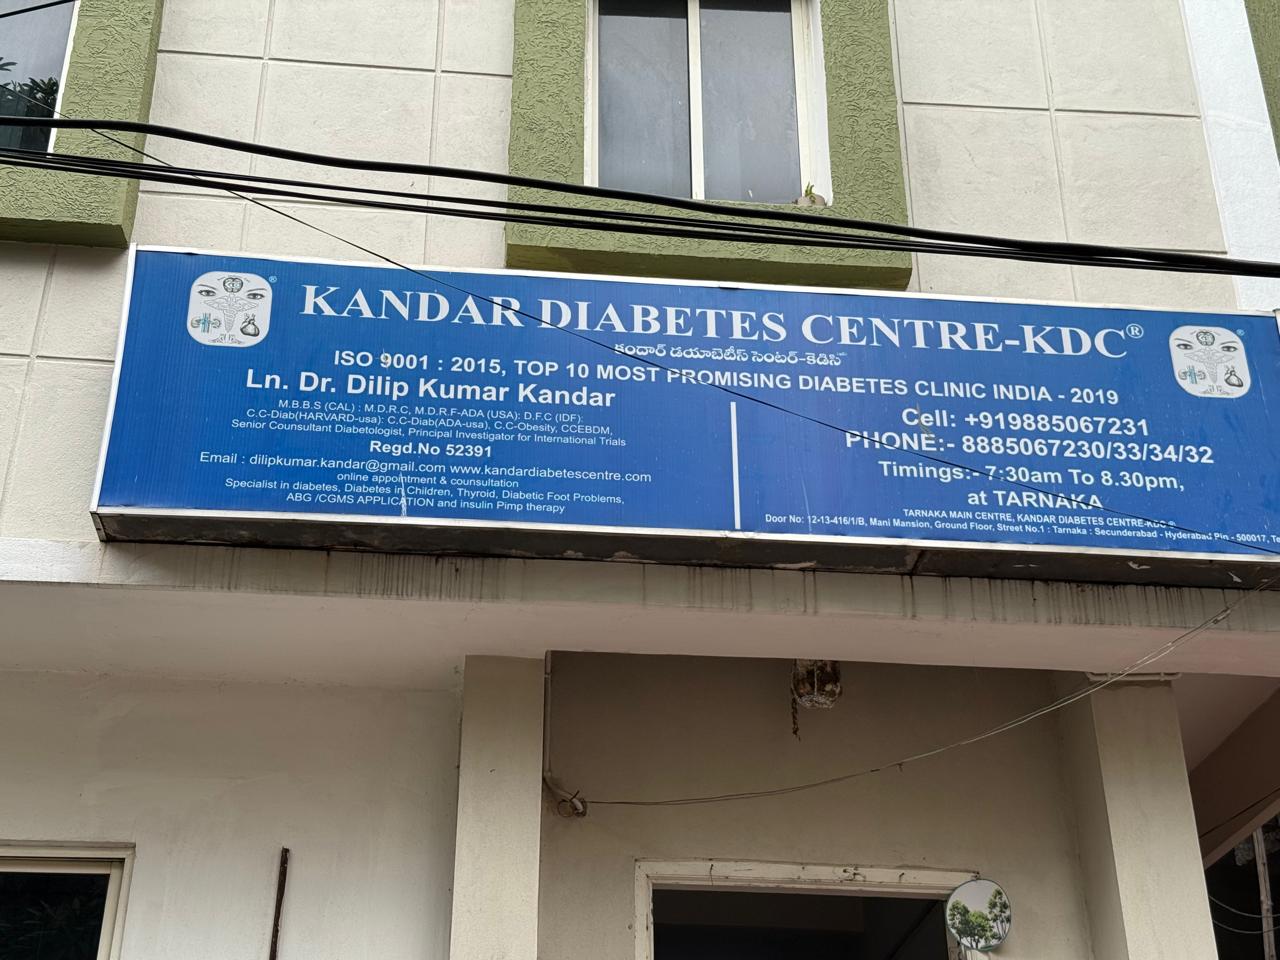 KANDAR DIABETES CENTRE-KDC®
కందార్ డయాబెటీస్ సెంటర్-కెడిసి
ISO 9001 : 2015, TOP 10 MOST PROMISING DIABETES CLINIC INDIA - 2019
Ln. Dr. Dilip Kumar Kandar
M.B.B.S (CAL) : M.D.R.C, M.D.R.F-ADA (USA): D.F.C (IDF):
C.C-Diab(HARVARD-usa): C.C-Diab(ADA-usa), C.C-Obesity, CCEBDM,
Senior Counsultant Diabetologist, Principal Investigator for International Trials
Regd.No 52391
Email : dilipkumar.kandar@gmail.com www.kandardiabetescentre.com
online appointment & counsultation
Specialist in diabetes, Diabetes in Children, Thyroid, Diabetic Foot Problems,
ABG /CGMS APPLICATION and insulin Pimp therapy
Cell: +919885067231
PHONE:- 8885067230/33/34/32
Timings:- 7:30am To 8.30pm,
at TARNAKA
TARNAKA MAIN CENTRE, KANDAR DIABETES CENTRE-KDC®
Door No: 12-13-416/1/B, Mani Mansion, Ground Floor, Street No.1 : Tarnaka : Secunderabad - Hyderabad Pin - 500017,